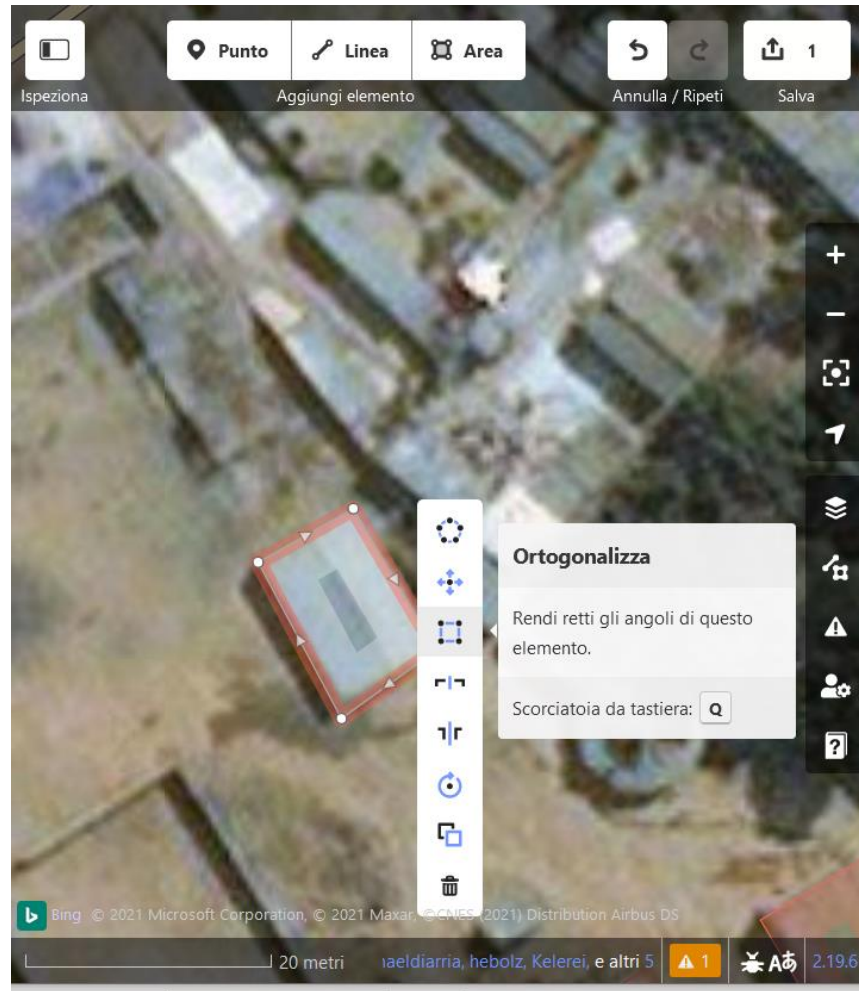 Punto
Linea
Area
1
Ispeziona
Aggiungi elemento
Annulla / Ripeti
Salva
Ortogonalizza
Rendi retti gli angoli di questo
elemento.
Scorciatoia da tastiera: Q
Bing © 2021 Microsoft Corporation, © 2021 Maxar, ©CNES (2021) Distribution Airbus DS
20 metri
aeldiarria, hebolz, Kelerei, e altri 5
1
Aあ
2.19.6